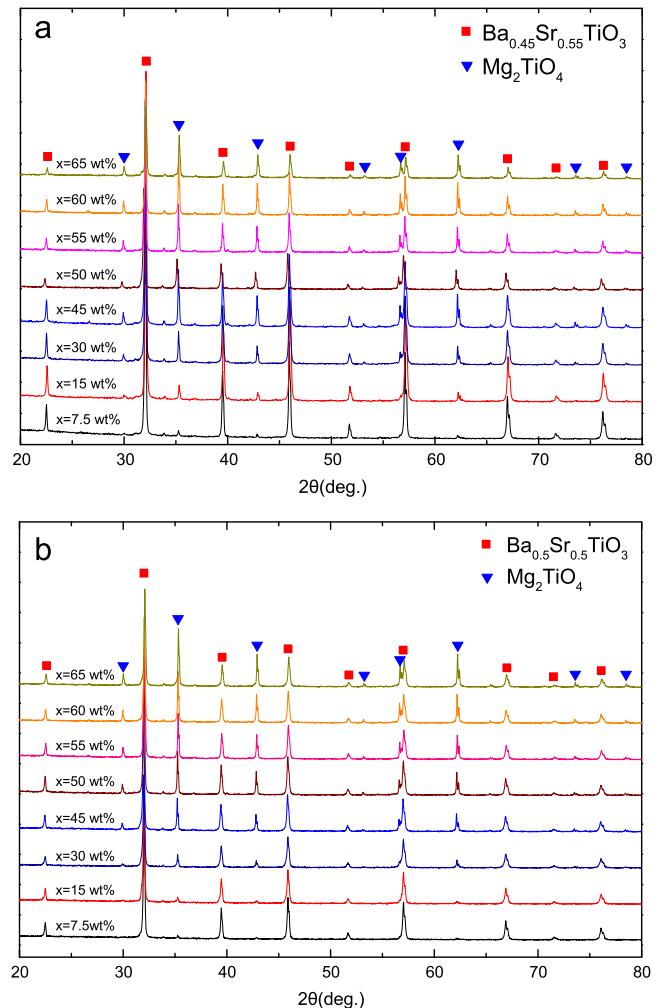 a
Ba0.45Sr0.55TiO3
Mg2TiO4
x=65 wt%
x=60 wt%
x=55 wt%
x=50 wt%
x=45 wt%
x=30 wt%
x=15 wt%
x=7.5 wt%
20 30 40 50 60 70 80
2θ(deg.)
b
Ba0.5Sr0.5TiO3
Mg2TiO4
x=65 wt%
x=60 wt%
x=55 wt%
x=50 wt%
x=45 wt%
x=30 wt%
x=15 wt%
x=7.5wt%
20 30 40 50 60 70 80
2θ(deg.)